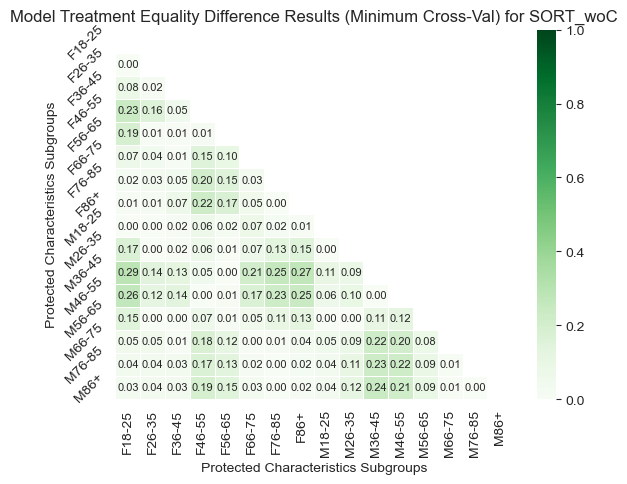 Model Treatment Equality Difference Results (Minimum Cross-Val) for SORT_woC
Protected Characteristics Subgroups
F18-25
F26-35 0.00
F36-45 0.08 0.02
F46-55 0.23 0.16 0.05
F56-65 0.19 0.01 0.01 0.01
F66-75 0.07 0.04 0.01 0.15 0.10
F76-85 0.02 0.03 0.05 0.20 0.15 0.03
F86+ 0.01 0.01 0.07 0.22 0.17 0.05 0.00
M18-25 0.00 0.00 0.02 0.06 0.02 0.07 0.02 0.01
M26-35 0.17 0.00 0.02 0.06 0.01 0.07 0.13 0.15 0.00
M36-45 0.29 0.14 0.13 0.05 0.00 0.21 0.25 0.27 0.11 0.09
M46-55 0.26 0.12 0.14 0.00 0.01 0.17 0.23 0.25 0.06 0.10 0.00
M56-65 0.15 0.00 0.00 0.07 0.01 0.05 0.11 0.13 0.00 0.00 0.11 0.12
M66-75 0.05 0.05 0.01 0.18 0.12 0.00 0.01 0.04 0.05 0.09 0.22 0.20 0.08
M76-85 0.04 0.04 0.03 0.17 0.13 0.02 0.00 0.02 0.04 0.11 0.23 0.22 0.09 0.01
M86+ 0.03 0.04 0.03 0.19 0.15 0.03 0.00 0.02 0.04 0.12 0.24 0.21 0.09 0.01 0.00
F18-25 F26-35 F36-45 F46-55 F56-65 F66-75 F76-85 F86+ M18-25 M26-35 M36-45 M46-55 M56-65 M66-75 M76-85 M86+
Protected Characteristics Subgroups
1.0
0.8
0.6
0.4
0.2
0.0